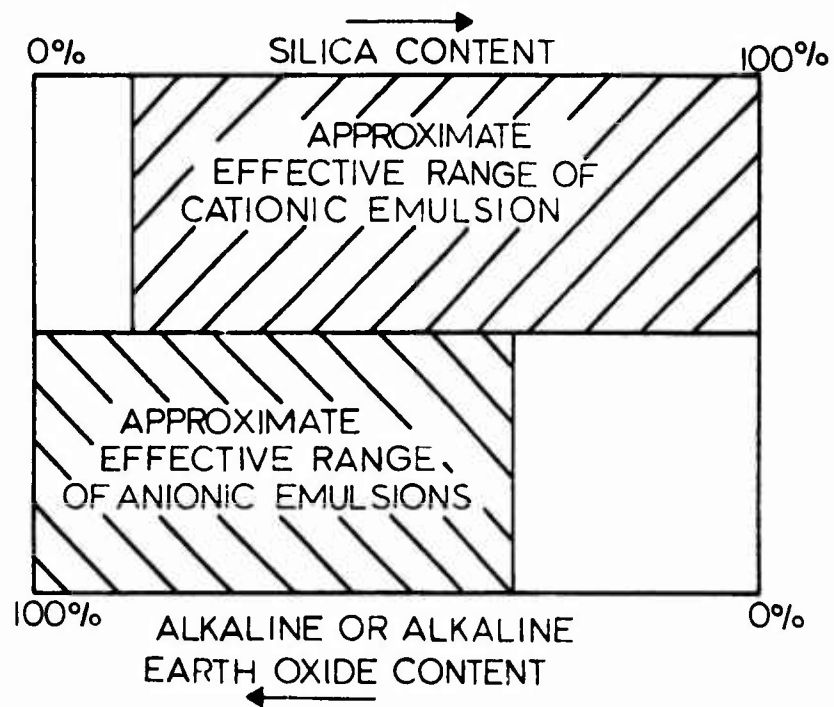 SILICA CONTENT
0% 100%
APPROXIMATE
EFFECTIVE RANGE OF
CATIONIC EMULSION
APPROXIMATE
EFFECTIVE RANGE
OF ANIONIC EMULSIONS
100% 0%
ALKALINE OR ALKALINE
EARTH OXIDE CONTENT